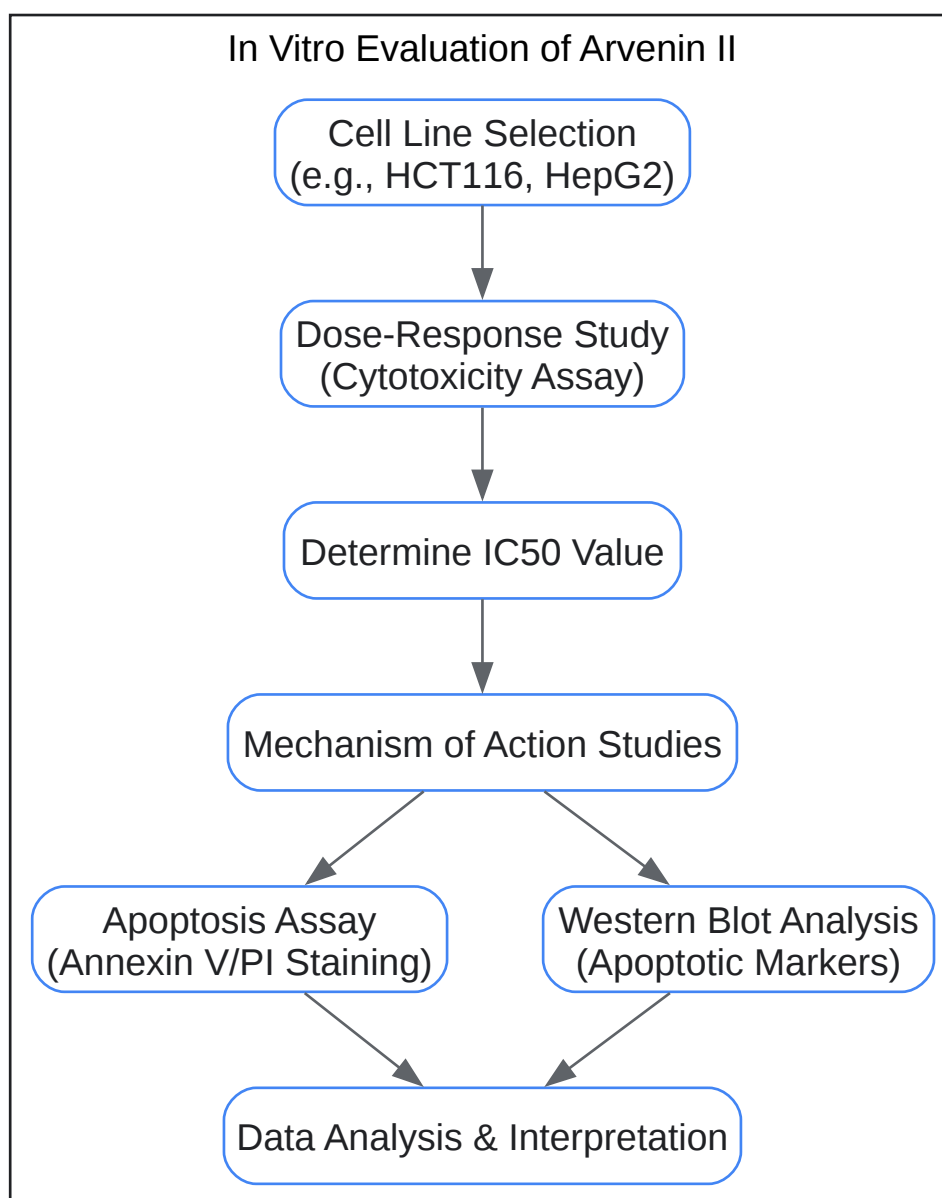 In Vitro Evaluation of Arvenin II
Cell Line Selection
(e.g., HCT116, HepG2)
Dose-Response Study
(Cytotoxicity Assay)
Determine IC50 Value
Mechanism of Action Studies
Apoptosis Assay
(Annexin V/PI Staining)
Western Blot Analysis
(Apoptotic Markers)
Data Analysis & Interpretation